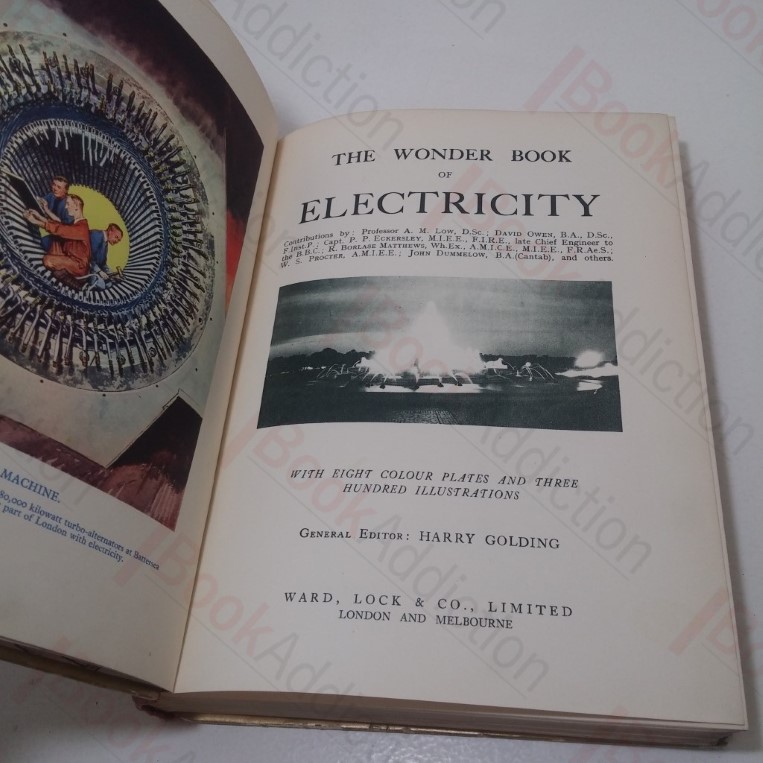 MACHINE.
80,000 kilowatt turbo-alternators at Battersea
part of London with electricity.
THE WONDER BOOK
OF
ELECTRICITY
Contributions by: Professor A. M. Low, D.Sc.; David Owen, B.A., D.Sc.,
F.Inst.P; Capt. P. P. Eckersley, M.I.E.E., F.I.R.E., late Chief Engineer to
the B.B.C.; R. Borlase Matthews, Wh.Ex., A.M.I.C.E., M.I.E.E., F.R.Ae.S.;
W. S. Procter, A.M.I.E.E.; John Dummelow, B.A.(Cantab), and others.
WITH EIGHT COLOUR PLATES AND THREE
HUNDRED ILLUSTRATIONS
General Editor: HARRY GOLDING
WARD, LOCK & CO., LIMITED
LONDON AND MELBOURNE
BookAddiction